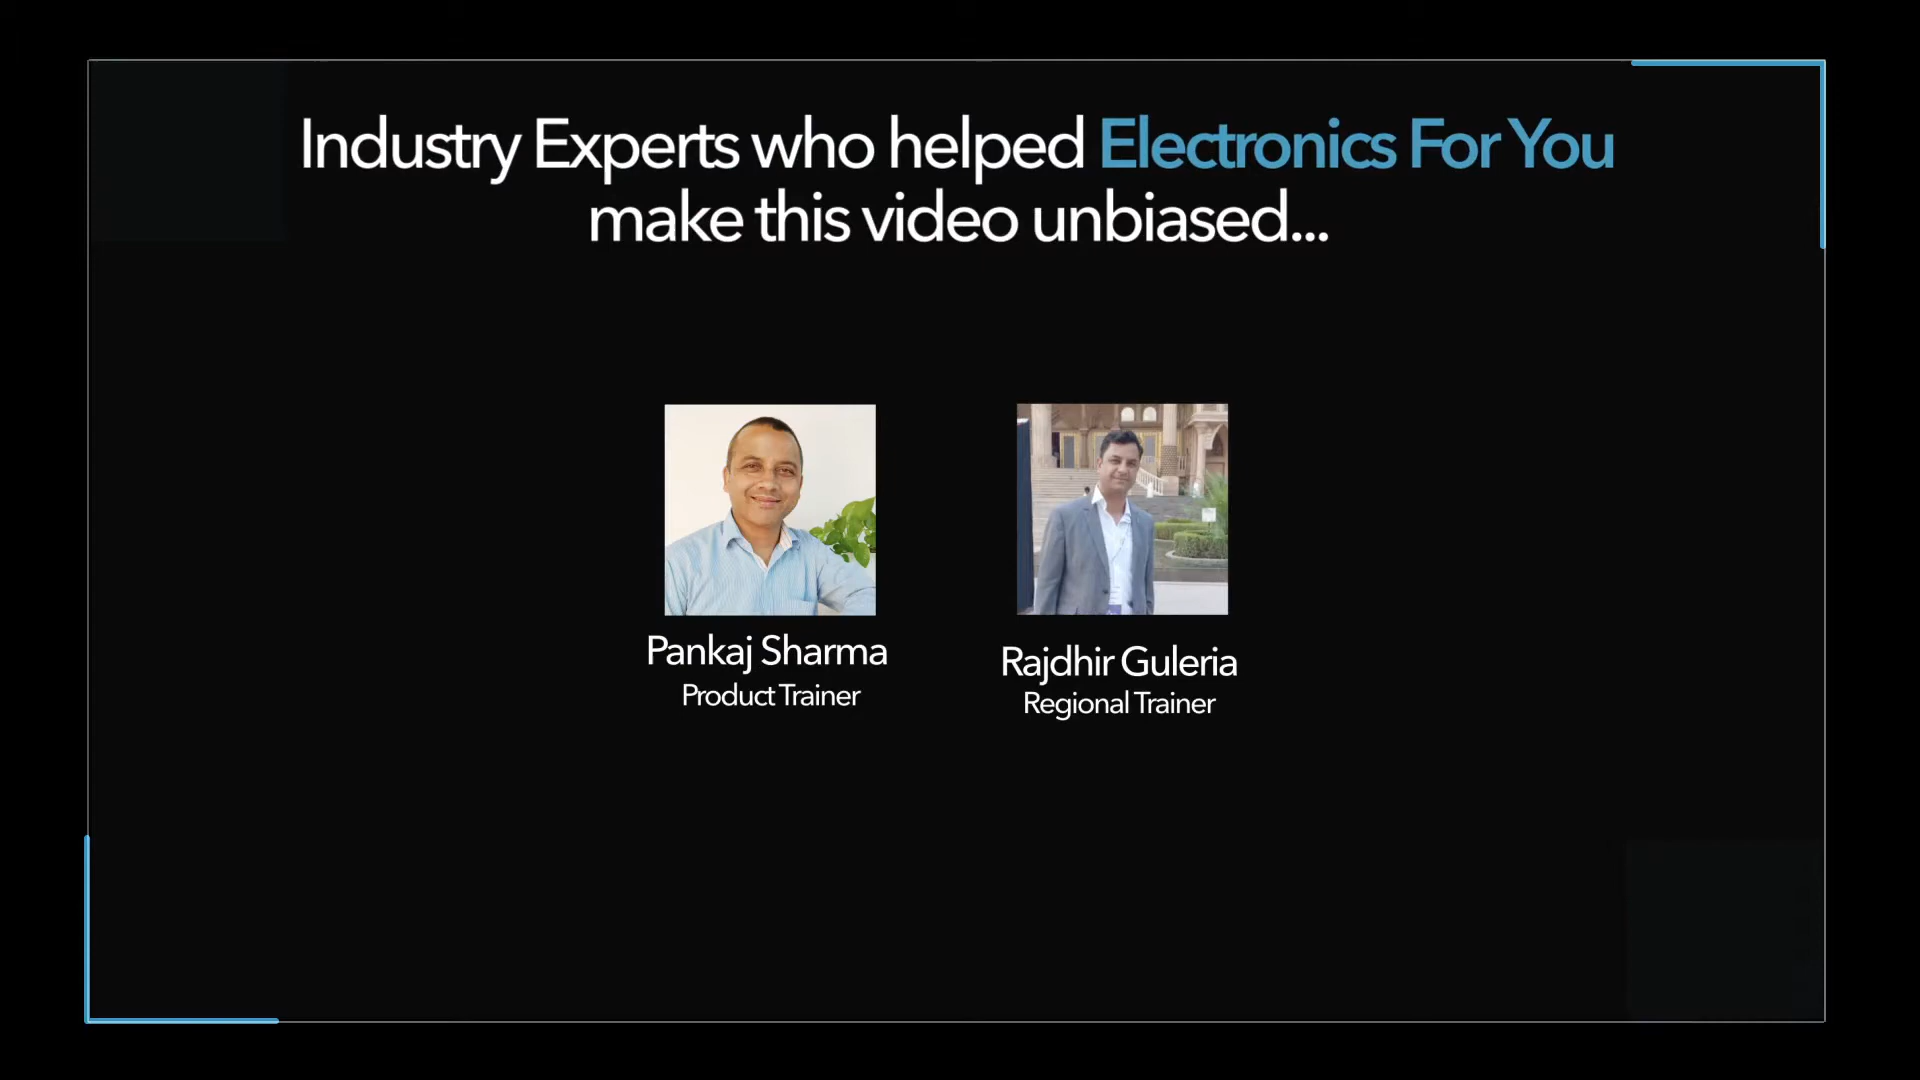 Industry Experts who helped Electronics For You
make this video unbiased...
Pankaj Sharma
Product Trainer
Rajdhir Guleria
Regional Trainer